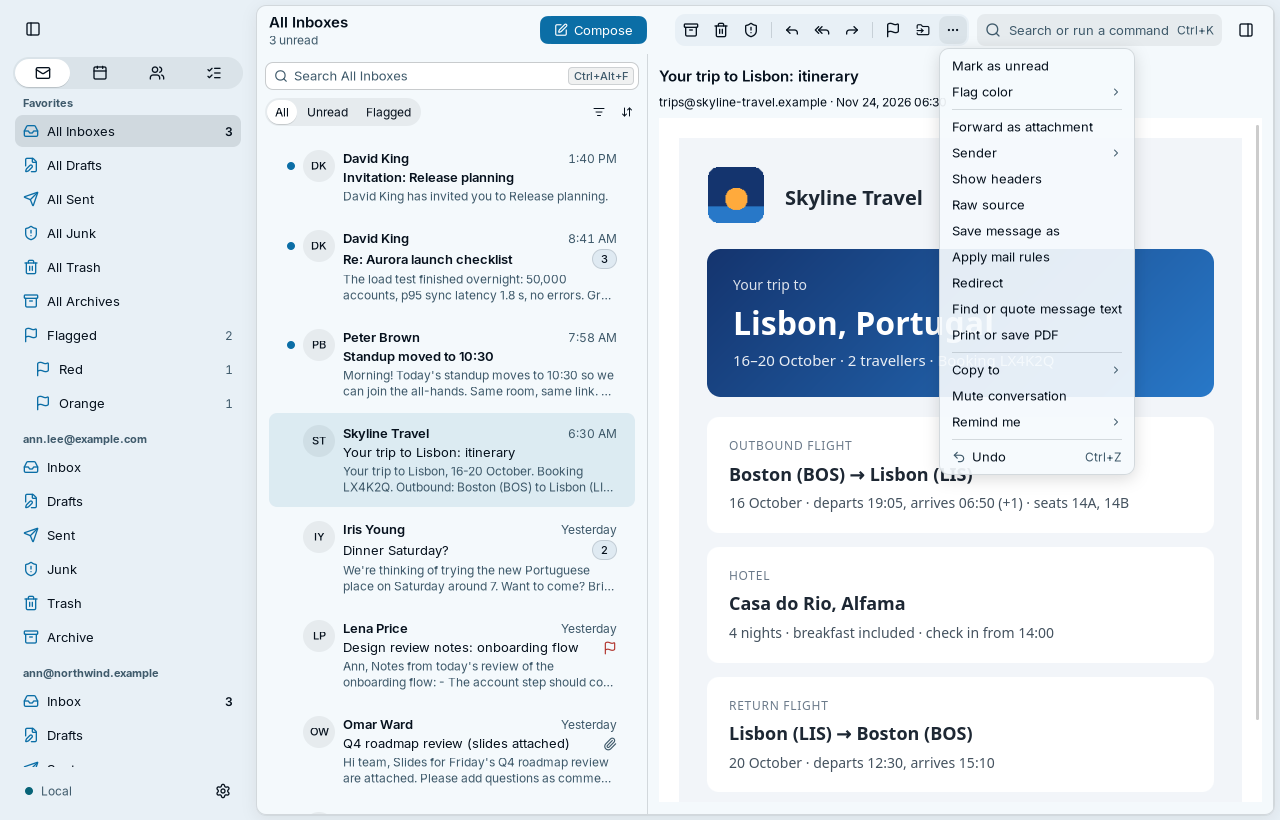 All Inboxes
3 unread
Compose
Search or run a command
Ctrl+K
Favorites
All Inboxes
3
All Drafts
All Sent
All Junk
All Trash
All Archives
Flagged
2
Red
1
Orange
1
ann.lee@example.com
Inbox
Drafts
Sent
Junk
Trash
Archive
ann@northwind.example
Inbox
3
Drafts
Local
Search All Inboxes
Ctrl+Alt+F
All
Unread
Flagged
DK
David King
1:40 PM
Invitation: Release planning
David King has invited you to Release planning.
DK
David King
8:41 AM
Re: Aurora launch checklist
3
The load test finished overnight: 50,000
accounts, p95 sync latency 1.8 s, no errors. Gr…
PB
Peter Brown
7:58 AM
Standup moved to 10:30
Morning! Today's standup moves to 10:30 so we
can join the all-hands. Same room, same link. …
ST
Skyline Travel
6:30 AM
Your trip to Lisbon: itinerary
Your trip to Lisbon, 16-20 October. Booking
LX4K2Q. Outbound: Boston (BOS) to Lisbon (LI…
IY
Iris Young
Yesterday
Dinner Saturday?
2
We're thinking of trying the new Portuguese
place on Saturday around 7. Want to come? Bri…
LP
Lena Price
Yesterday
Design review notes: onboarding flow
Ann, Notes from today's review of the
onboarding flow: - The account step should co…
OW
Omar Ward
Yesterday
Q4 roadmap review (slides attached)
Hi team, Slides for Friday's Q4 roadmap review
are attached. Please add questions as comme…
Your trip to Lisbon: itinerary
trips@skyline-travel.example · Nov 24, 2026 06:30
Skyline Travel
Your trip to
Lisbon, Portugal
16–20 October · 2 travellers · Booking LX4K2Q
OUTBOUND FLIGHT
Boston (BOS) → Lisbon (LIS)
16 October · departs 19:05, arrives 06:50 (+1) · seats 14A, 14B
HOTEL
Casa do Rio, Alfama
4 nights · breakfast included · check in from 14:00
RETURN FLIGHT
Lisbon (LIS) → Boston (BOS)
20 October · departs 12:30, arrives 15:10
Mark as unread
Flag color
Forward as attachment
Sender
Show headers
Raw source
Save message as
Apply mail rules
Redirect
Find or quote message text
Print or save PDF
Copy to
Mute conversation
Remind me
Undo
Ctrl+Z